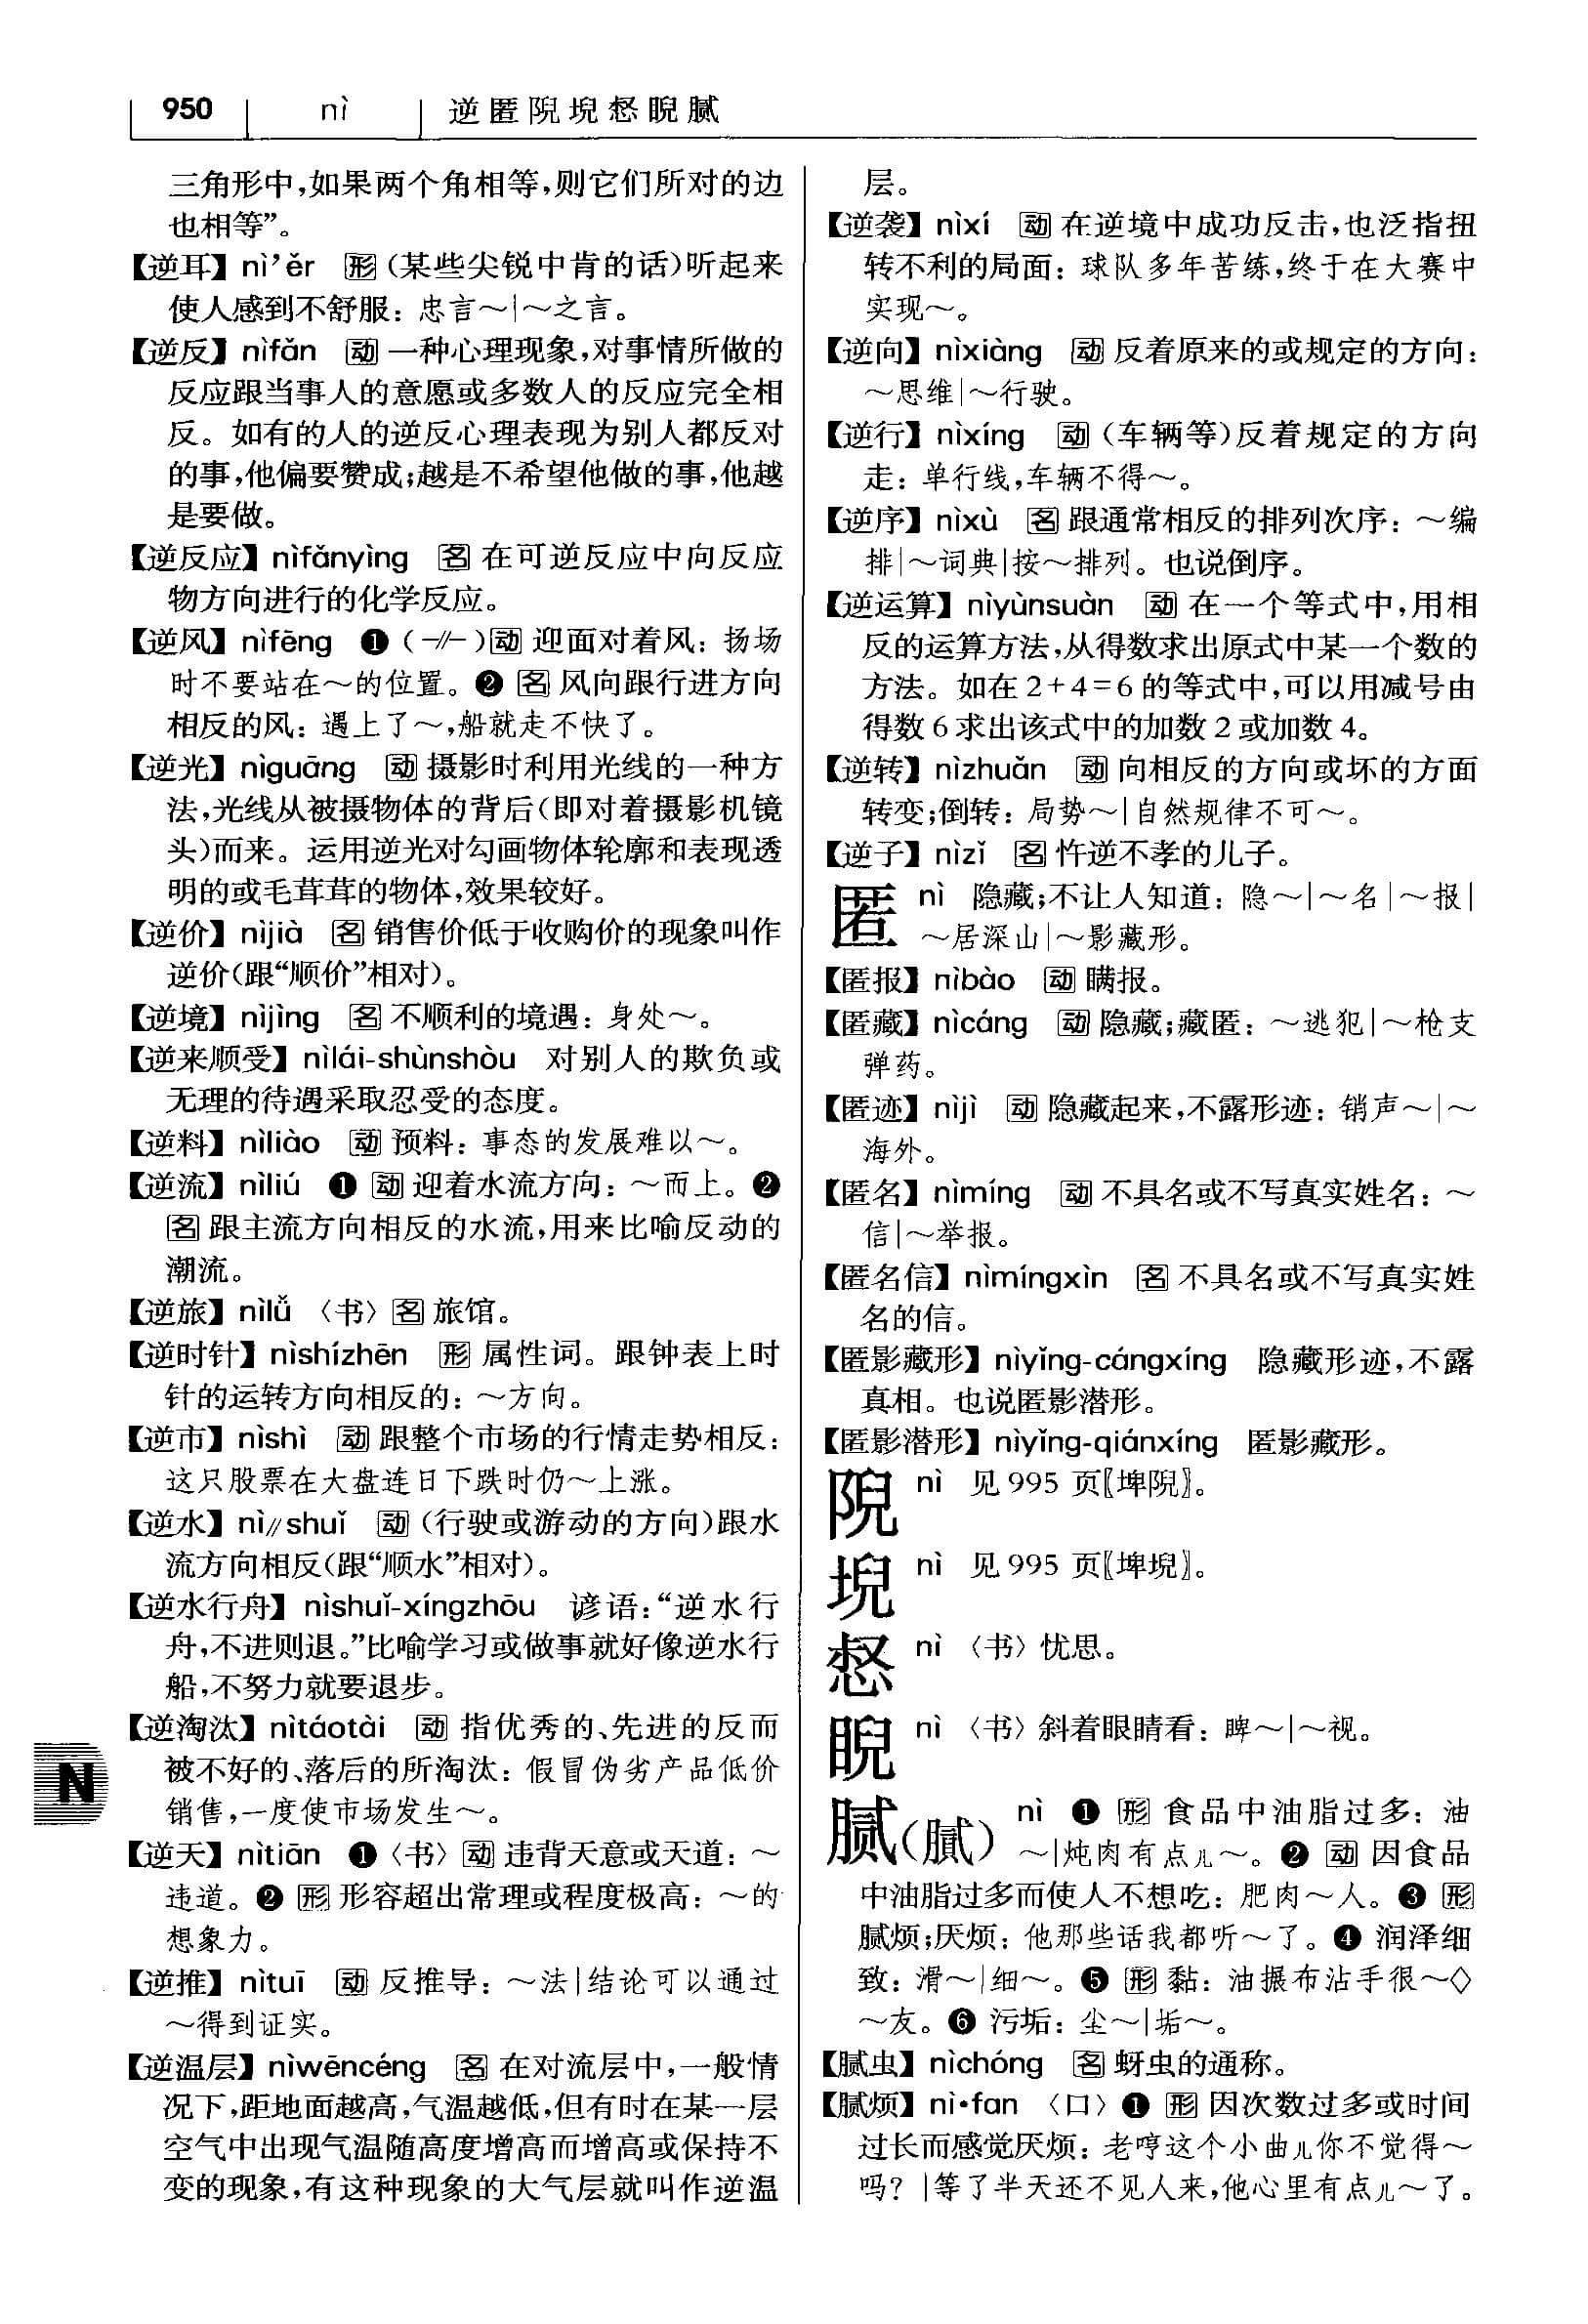 950 nì 逆匿隉堄惄睨腻
三角形中,如果两个角相等,则它们所对的边
也相等”。
【逆耳】nì’ěr 形(某些尖锐中肯的话)听起来
使人感到不舒服:忠言～|～之言。
【逆反】nìfǎn 动 一种心理现象,对事情所做的
反应跟当事人的意愿或多数人的反应完全相
反。如有的人的逆反心理表现为别人都反对
的事,他偏要赞成;越是不希望他做的事,他越
是要做。
【逆反应】nìfǎnyìng 名 在可逆反应中向反应
物方向进行的化学反应。
【逆风】nìfēng ❶(-//-)动 迎面对着风:扬场
时不要站在～的位置。❷ 名 风向跟行进方向
相反的风:遇上了～,船就走不快了。
【逆光】nìguāng 动 摄影时利用光线的一种方
法,光线从被摄物体的背后(即对着摄影机镜
头)而来。运用逆光对勾画物体轮廓和表现透
明的或毛茸茸的物体,效果较好。
【逆价】nìjià 名 销售价低于收购价的现象叫作
逆价(跟“顺价”相对)。
【逆境】nìjìng 名 不顺利的境遇:身处～。
【逆来顺受】nìlái-shùnshòu 对别人的欺负或
无理的待遇采取忍受的态度。
【逆料】nìliào 动 预料:事态的发展难以～。
【逆流】nìliú ❶ 动 迎着水流方向:～而上。❷
名 跟主流方向相反的水流,用来比喻反动的
潮流。
【逆旅】nìlǚ 〈书〉名 旅馆。
【逆时针】nìshízhēn 形 属性词。跟钟表上时
针的运转方向相反的:～方向。
【逆市】nìshì 动 跟整个市场的行情走势相反:
这只股票在大盘连日下跌时仍～上涨。
【逆水】nì//shuǐ 动(行驶或游动的方向)跟水
流方向相反(跟“顺水”相对)。
【逆水行舟】nìshuǐ-xíngzhōu 谚语:“逆水行
舟,不进则退。”比喻学习或做事就好像逆水行
船,不努力就要退步。
【逆淘汰】nìtáotài 动 指优秀的、先进的反而
被不好的、落后的所淘汰:假冒伪劣产品低价
销售,一度使市场发生～。
【逆天】nìtiān ❶〈书〉动 违背天意或天道:～
违道。❷ 形 形容超出常理或程度极高:～的
想象力。
【逆推】nìtuī 动 反推导:～法|结论可以通过
～得到证实。
【逆温层】nìwēncéng 名 在对流层中,一般情
况下,距地面越高,气温越低,但有时在某一层
空气中出现气温随高度增高而增高或保持不
变的现象,有这种现象的大气层就叫作逆温
层。
【逆袭】nìxí 动 在逆境中成功反击,也泛指扭
转不利的局面:球队多年苦练,终于在大赛中
实现～。
【逆向】nìxiàng 动 反着原来的或规定的方向:
～思维|～行驶。
【逆行】nìxíng 动(车辆等)反着规定的方向
走:单行线,车辆不得～。
【逆序】nìxù 名 跟通常相反的排列次序:～编
排|～词典|按～排列。也说倒序。
【逆运算】nìyùnsuàn 动 在一个等式中,用相
反的运算方法,从得数求出原式中某一个数的
方法。如在2+4=6的等式中,可以用减号由
得数6求出该式中的加数2或加数4。
【逆转】nìzhuǎn 动 向相反的方向或坏的方面
转变;倒转:局势～|自然规律不可～。
【逆子】nìzǐ 名 忤逆不孝的儿子。
匿 nì 隐藏;不让人知道:隐～|～名|～报|
～居深山|～影藏形。
【匿报】nìbào 动 瞒报。
【匿藏】nìcáng 动 隐藏;藏匿:～逃犯|～枪支
弹药。
【匿迹】nìjì 动 隐藏起来,不露形迹:销声～|～
海外。
【匿名】nìmíng 动 不具名或不写真实姓名:～
信|～举报。
【匿名信】nìmíngxìn 名 不具名或不写真实姓
名的信。
【匿影藏形】nìyǐng-cángxíng 隐藏形迹,不露
真相。也说匿影潜形。
【匿影潜形】nìyǐng-qiánxíng 匿影藏形。
𨺙 nì 见995页〖埤𨺙〗。
堄 nì 见995页〖埤堄〗。
惄 nì 〈书〉忧思。
睨 nì 〈书〉斜着眼睛看:睥～|～视。
腻(膩) nì ❶ 形 食品中油脂过多:油
～|炖肉有点儿～。❷ 动 因食品
中油脂过多而使人不想吃:肥肉～人。❸ 形
腻烦;厌烦:他那些话我都听～了。❹ 润泽细
致:滑～|细～。❺ 形 黏:油搌布沾手很～◇
～友。❻ 污垢:尘～|垢～。
【腻虫】nìchóng 名 蚜虫的通称。
【腻烦】nì•fan 〈口〉❶ 形 因次数过多或时间
过长而感觉厌烦:老哼这个小曲儿你不觉得～
吗?|等了半天还不见人来,他心里有点儿～了。
N